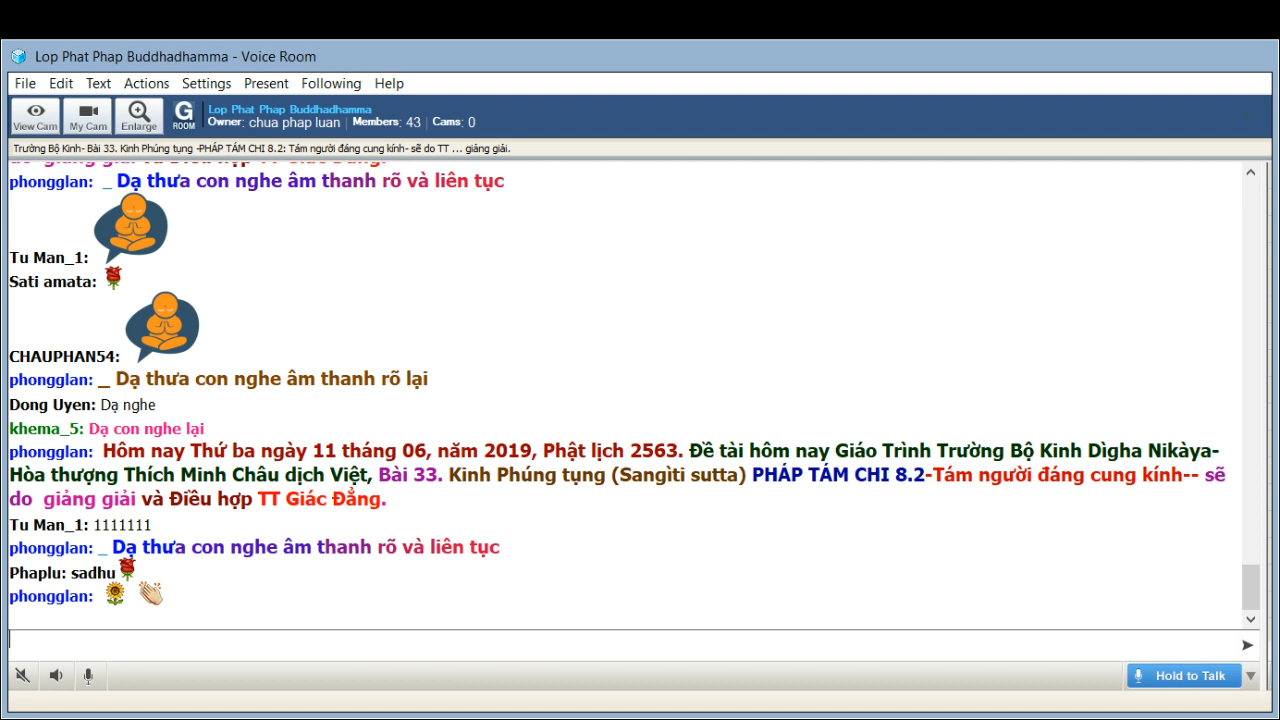 Lop Phat Phap Buddhadhamma - Voice Room
File Edit Text Actions Settings Present Following Help
View Cam My Cam Enlarge G ROOM Lop Phat Phap Buddhadhamma
Owner: chua phap luan | Members: 43 | Cams: 0
Trường Bộ Kinh- Bài 33. Kinh Phúng tụng -PHÁP TÁM CHI 8.2: Tám người đáng cung kính- sẽ do TT ... giảng giải.
phongglan: _ Dạ thưa con nghe âm thanh rõ và liên tục
Tu Man_1:
Sati amata:
CHAUPHAN54:
phongglan: _ Dạ thưa con nghe âm thanh rõ lại
Dong Uyen: Dạ nghe
khema_5: Dạ con nghe lại
phongglan: Hôm nay Thứ ba ngày 11 tháng 06, năm 2019, Phật lịch 2563. Đề tài hôm nay Giáo Trình Trường Bộ Kinh Dìgha Nikàya-
Hòa thượng Thích Minh Châu dịch Việt, Bài 33. Kinh Phúng tụng (Sangìti sutta) PHÁP TÁM CHI 8.2-Tám người đáng cung kính-- sẽ
do giảng giải và Điều hợp TT Giác Đẳng.
Tu Man_1: 1111111
phongglan: _ Dạ thưa con nghe âm thanh rõ và liên tục
Phaplu: sadhu
phongglan:
Hold to Talk